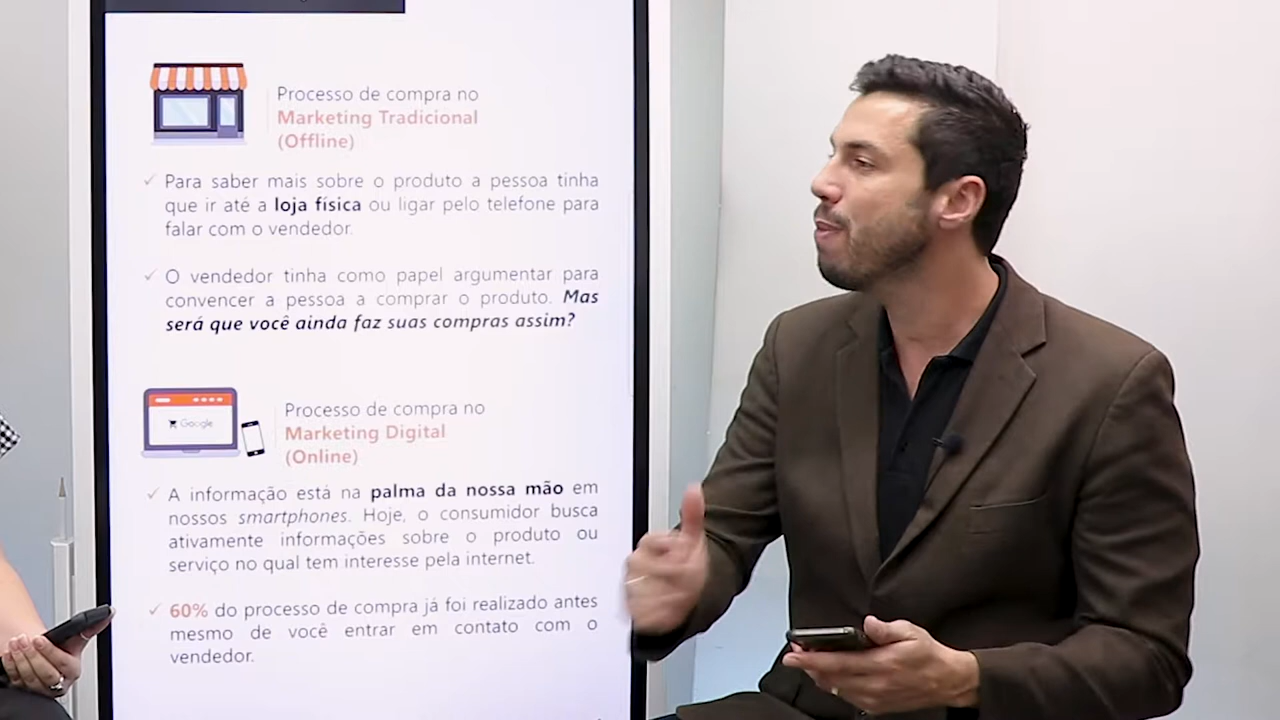 Processo de compra no
Marketing Tradicional
(Offline)
Para saber mais sobre o produto a pessoa tinha
que ir até a loja física ou ligar pelo telefone para
falar com o vendedor.
O vendedor tinha como papel argumentar para
convencer a pessoa a comprar o produto. Mas
será que você ainda faz suas compras assim?
Google
Processo de compra no
Marketing Digital
(Online)
A informação está na palma da nossa mão em
nossos smartphones. Hoje, o consumidor busca
ativamente informações sobre o produto ou
serviço no qual tem interesse pela internet.
60% do processo de compra já foi realizado antes
mesmo de você entrar em contato com o
vendedor.